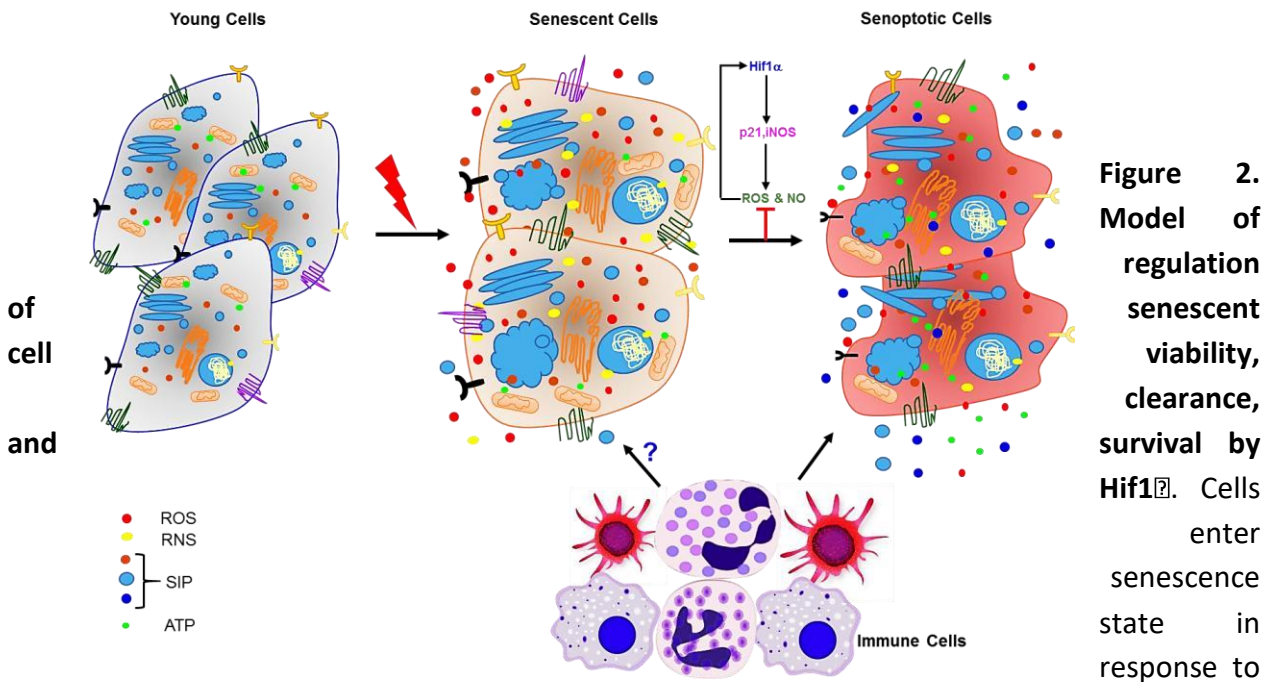 Young Cells
Senescent Cells
Senoptotic Cells
Hif1α
p21,iNOS
ROS & NO
?
Immune Cells
ROS
RNS
SIP
ATP
Figure 2.
Model of
regulation
of senescent
cell viability,
clearance,
and survival by
Hif1⍰. Cells
enter
senescence
state in
response to